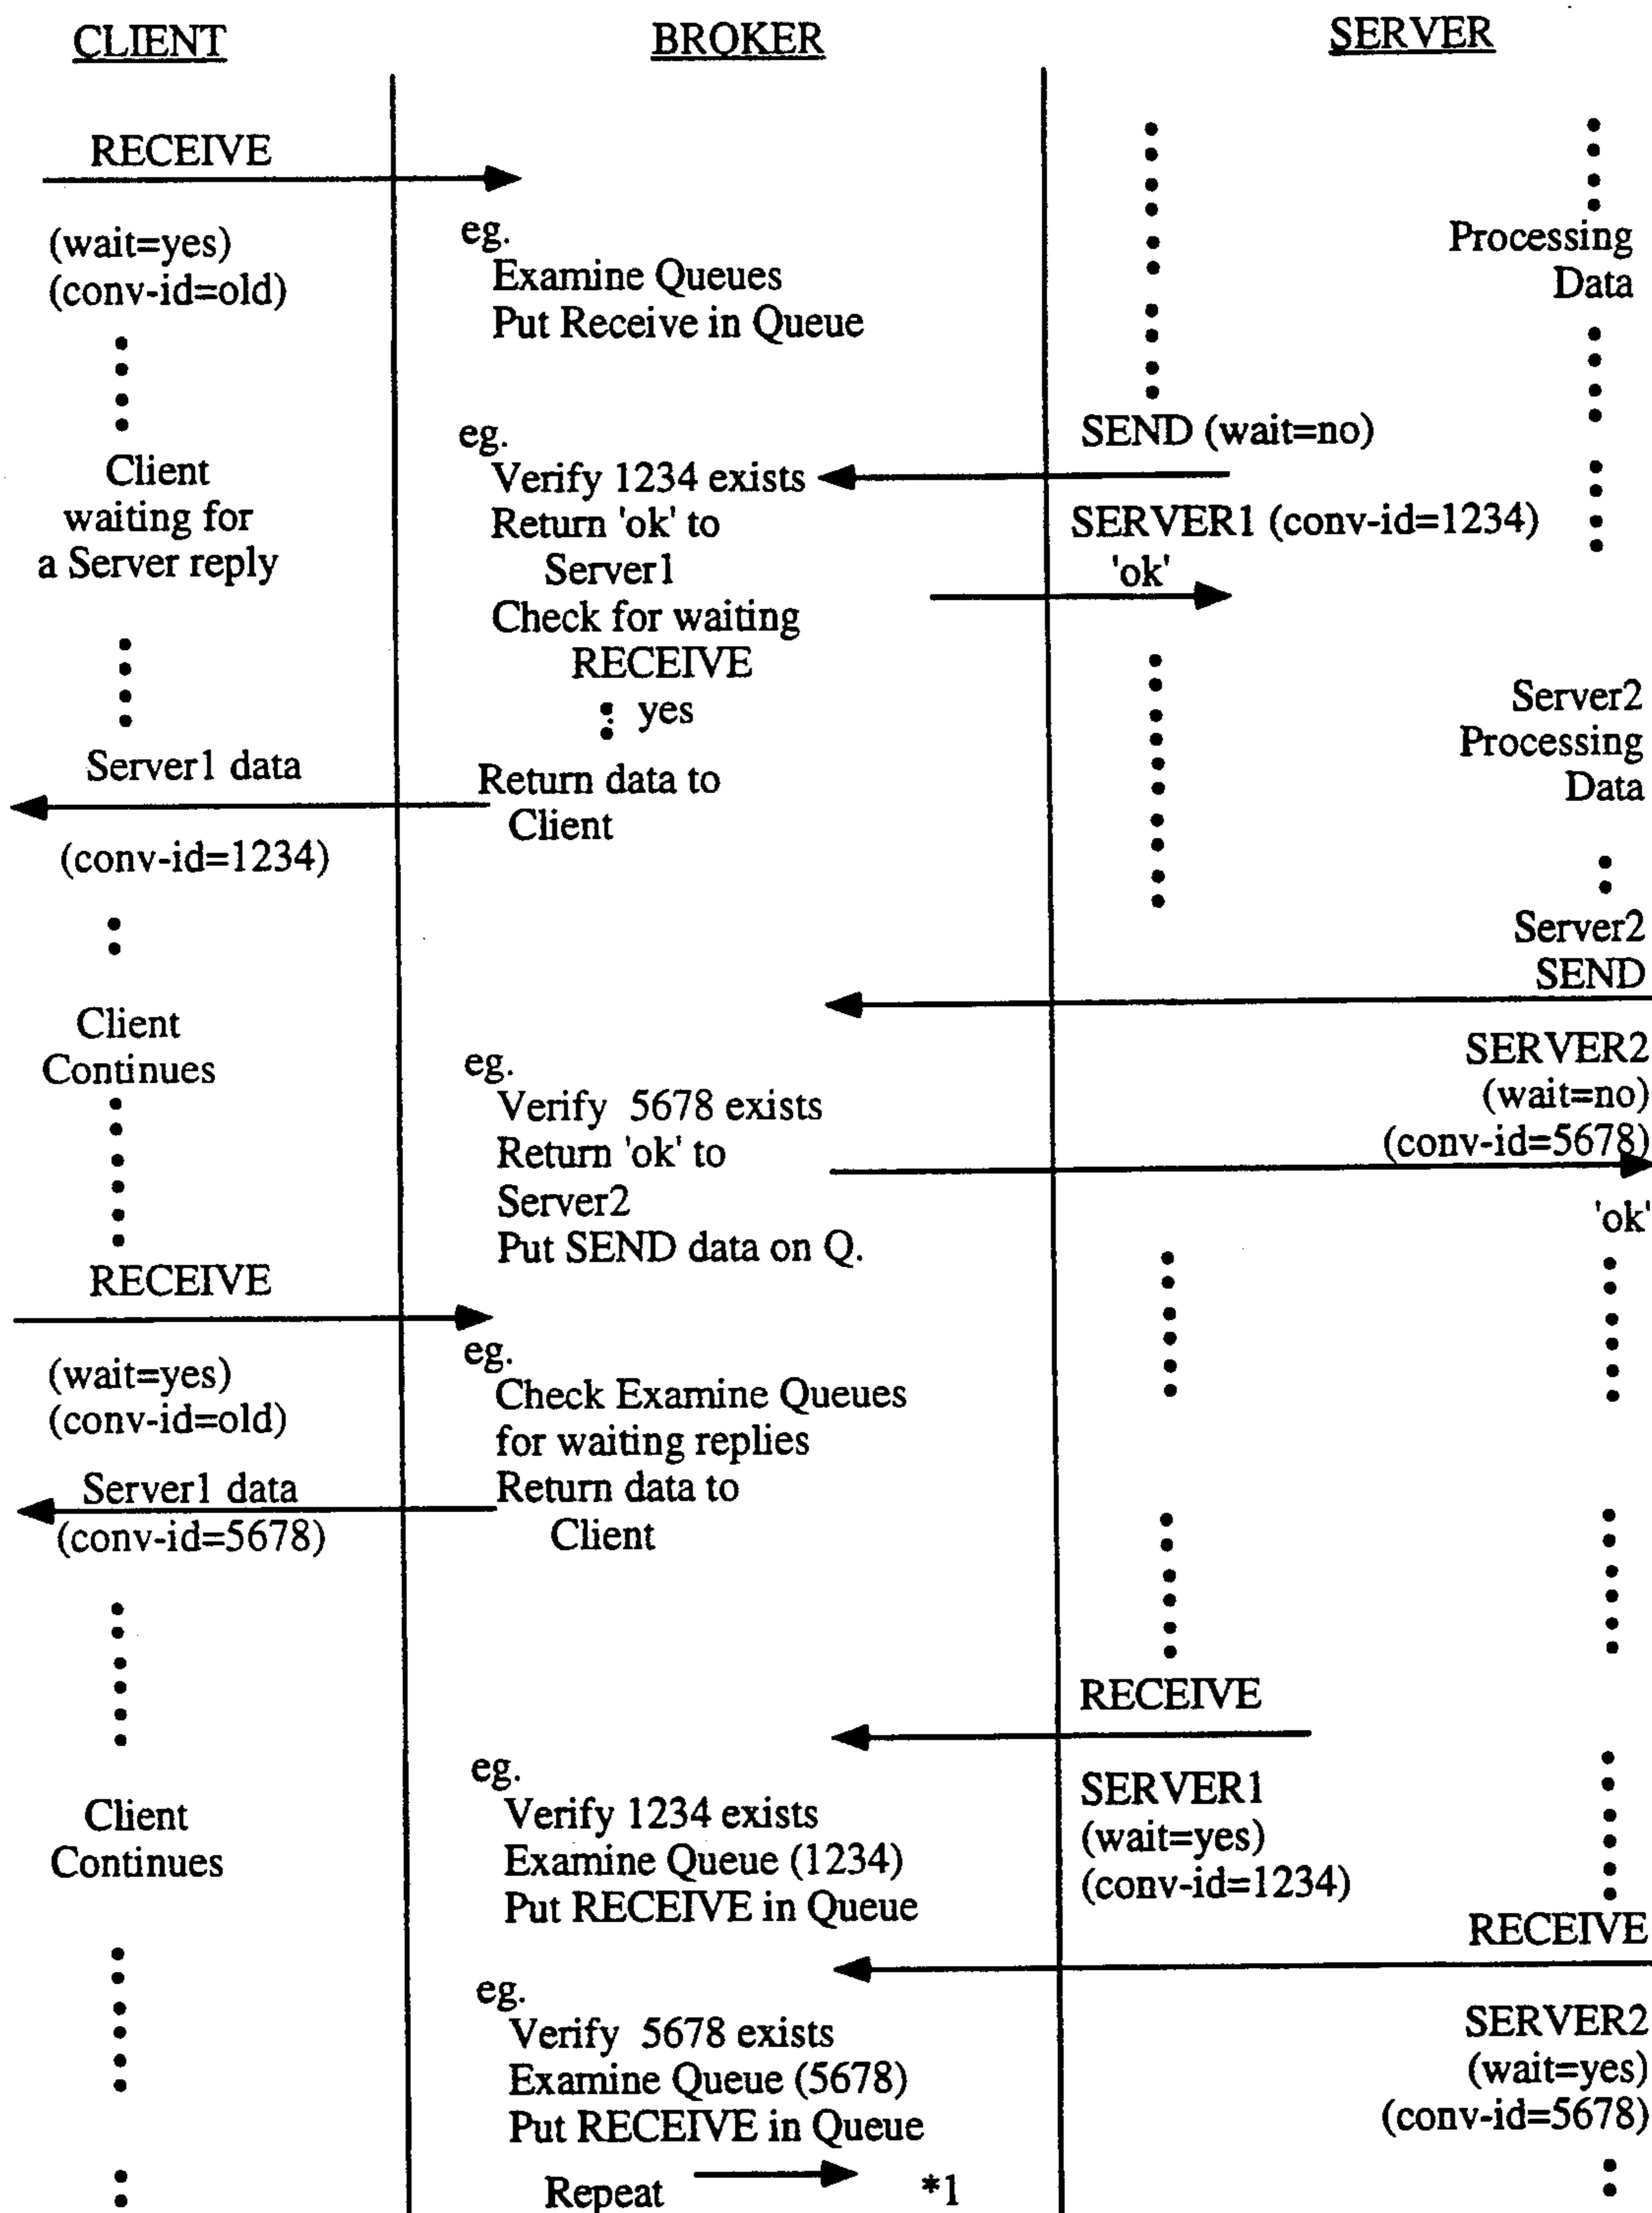 CLIENT
BROKER
SERVER
RECEIVE
(wait=yes)
(conv-id=old)
eg.
Examine Queues
Put Receive in Queue
Processing
Data
Client
waiting for
a Server reply
eg.
Verify 1234 exists
Return 'ok' to
Server1
Check for waiting
RECEIVE
yes
SEND (wait=no)
SERVER1 (conv-id=1234)
'ok'
Server2
Processing
Data
Server1 data
(conv-id=1234)
Return data to
Client
Server2
SEND
Client
Continues
eg.
Verify 5678 exists
Return 'ok' to
Server2
Put SEND data on Q.
SERVER2
(wait=no)
(conv-id=5678)
'ok'
RECEIVE
(wait=yes)
(conv-id=old)
eg.
Check Examine Queues
for waiting replies
Return data to
Client
Server1 data
(conv-id=5678)
RECEIVE
SERVER1
(wait=yes)
(conv-id=1234)
Client
Continues
eg.
Verify 1234 exists
Examine Queue (1234)
Put RECEIVE in Queue
RECEIVE
SERVER2
(wait=yes)
(conv-id=5678)
eg.
Verify 5678 exists
Examine Queue (5678)
Put RECEIVE in Queue
Repeat
*1